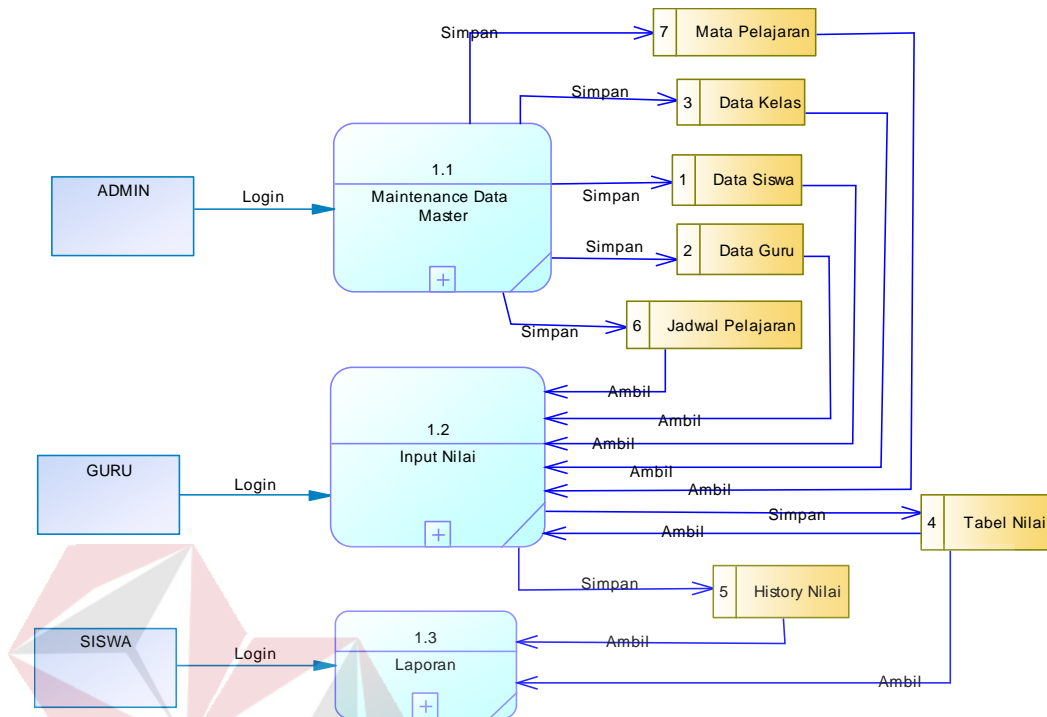 Simpan
7 Mata Pelajaran
Simpan
3 Data Kelas
1.1
ADMIN
Login
Maintenance Data
Master
Simpan
1 Data Siswa
Simpan
2 Data Guru
Simpan
6 Jadwal Pelajaran
Ambil
Ambil
1.2
Ambil
GURU
Login
Input Nilai
Ambil
Ambil
Simpan
4 Tabel Nilai
Ambil
Simpan
5 History Nilai
SISWA
Login
1.3
Laporan
Ambil
Ambil